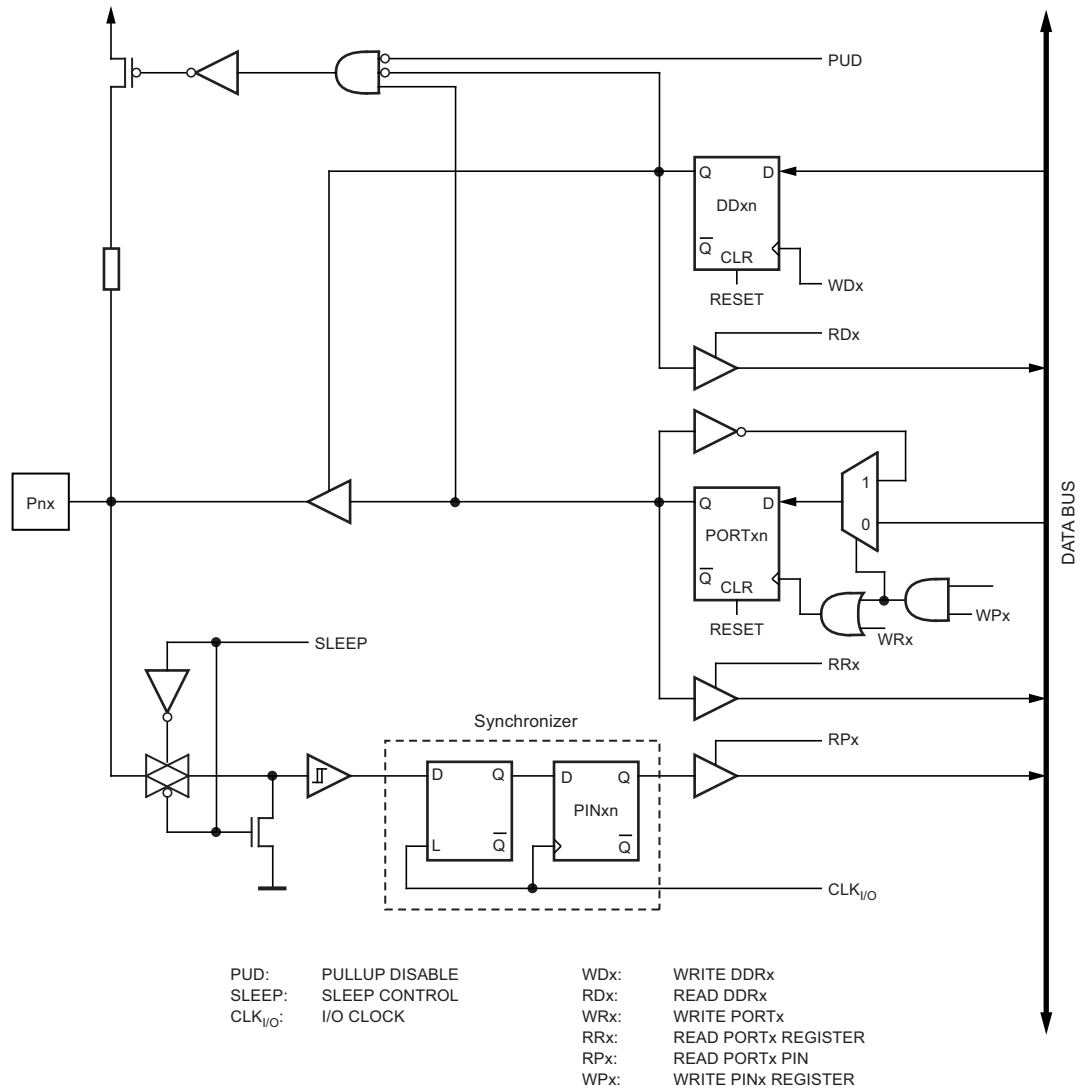 PUD
Q D
DDxn
Q
CLR
RESET
WDx
RDx
1
Pnx
Q D
PORTxn
0
Q
CLR
RESET
WPx
WRx
DATA BUS
SLEEP
RRx
Synchronizer
RPx
D Q
D Q
PINxn
L Q
Q
CLKI/O
PUD: PULLUP DISABLE
SLEEP: SLEEP CONTROL
CLKI/O: I/O CLOCK
WDx: WRITE DDRx
RDx: READ DDRx
WRx: WRITE PORTx
RRx: READ PORTx REGISTER
RPx: READ PORTx PIN
WPx: WRITE PINx REGISTER